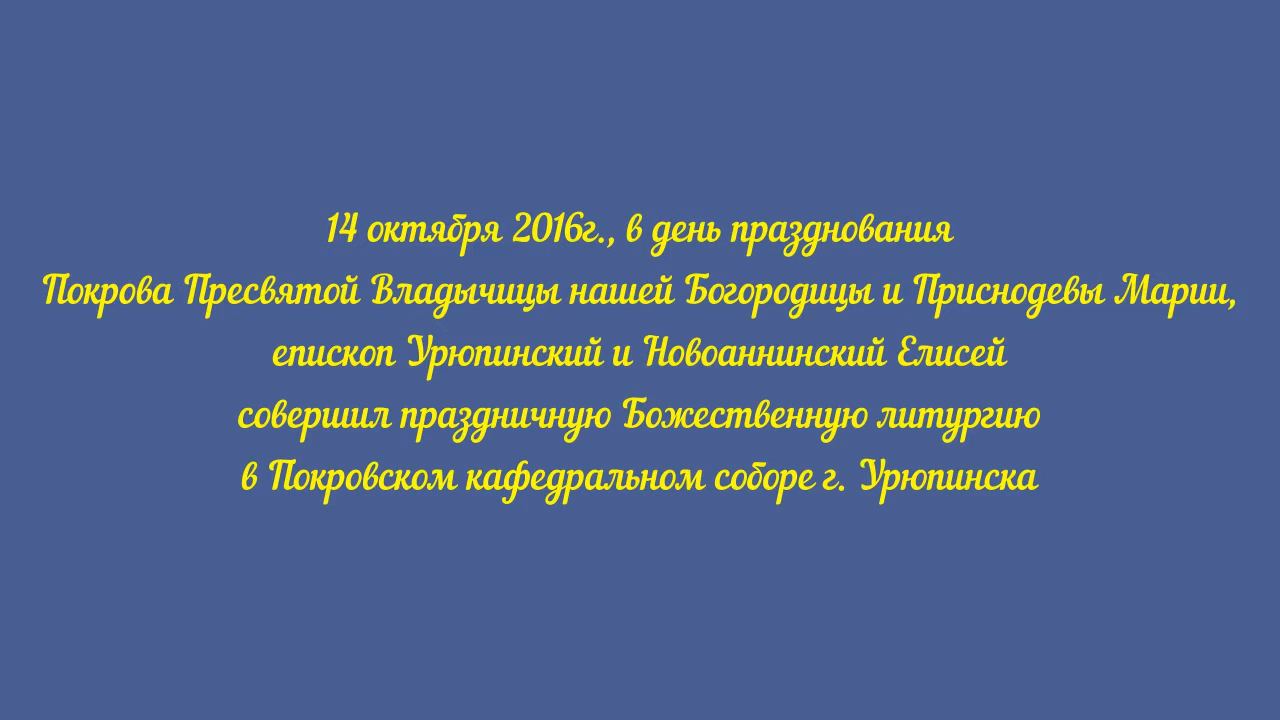 14 октября 2016г., в день празднования
Покрова Пресвятой Владычицы нашей Богородицы и Приснодевы Марии,
епископ Урюпинский и Новоаннинский Елисей
совершил праздничную Божественную литургию
в Покровском кафедральном соборе г. Урюпинска